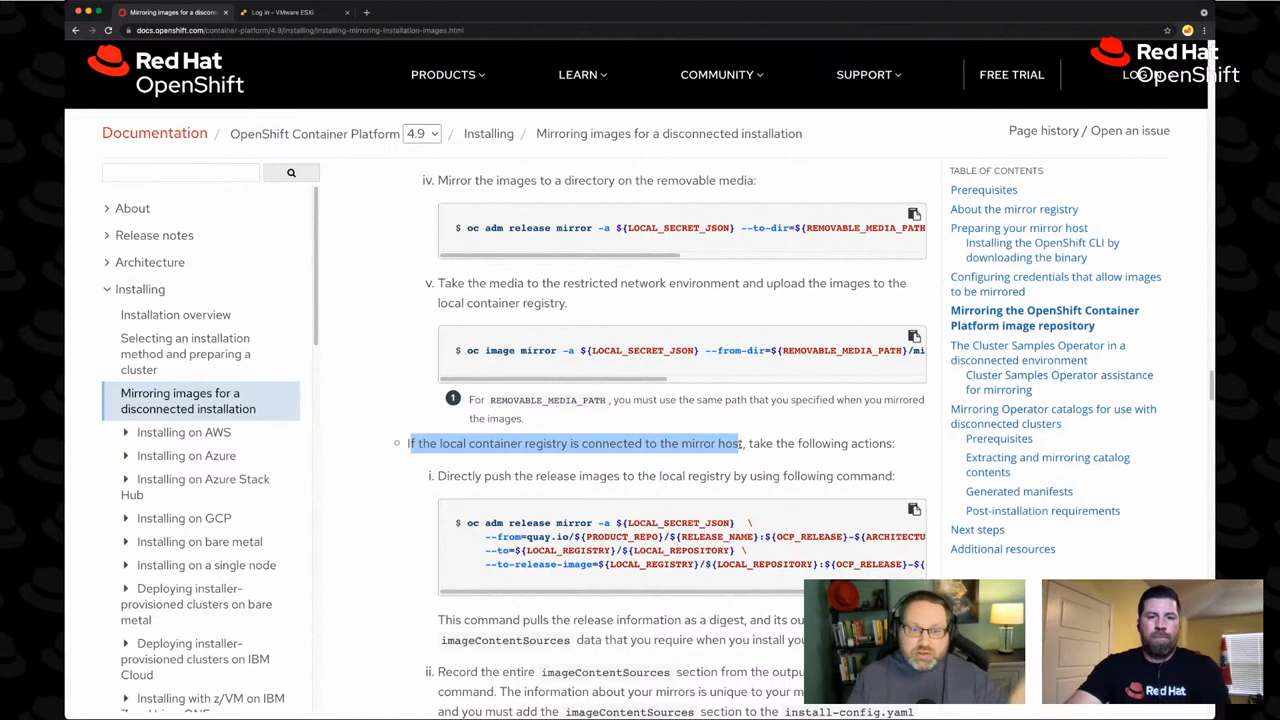 Mirroring images for a disconn
Log in – VMware ESXi
docs.openshift.com/container-platform/4.9/installing/installing-mirroring-installation-images.html
Red Hat
OpenShift
PRODUCTS
LEARN
COMMUNITY
SUPPORT
FREE TRIAL
LOG IN
Red Hat
OpenShift
Documentation / OpenShift Container Platform 4.9 / Installing / Mirroring images for a disconnected installation
Page history / Open an issue
About
Release notes
Architecture
Installing
Installation overview
Selecting an installation
method and preparing a
cluster
Mirroring images for a
disconnected installation
Installing on AWS
Installing on Azure
Installing on Azure Stack
Hub
Installing on GCP
Installing on bare metal
Installing on a single node
Deploying installer-
provisioned clusters on bare
metal
Deploying installer-
provisioned clusters on IBM
Cloud
Installing with z/VM on IBM
iv. Mirror the images to a directory on the removable media:
$ oc adm release mirror -a ${LOCAL_SECRET_JSON} --to-dir=${REMOVABLE_MEDIA_PATH
v. Take the media to the restricted network environment and upload the images to the
local container registry.
$ oc image mirror -a ${LOCAL_SECRET_JSON} --from-dir=${REMOVABLE_MEDIA_PATH}/mi
1 For REMOVABLE_MEDIA_PATH, you must use the same path that you specified when you mirrored
the images.
If the local container registry is connected to the mirror host, take the following actions:
i. Directly push the release images to the local registry by using following command:
$ oc adm release mirror -a ${LOCAL_SECRET_JSON} \
--from=quay.io/${PRODUCT_REPO}/${RELEASE_NAME}:${OCP_RELEASE}-${ARCHITECTU
--to=${LOCAL_REGISTRY}/${LOCAL_REPOSITORY} \
--to-release-image=${LOCAL_REGISTRY}/${LOCAL_REPOSITORY}:${OCP_RELEASE}-${
This command pulls the release information as a digest, and its ou
imageContentSources data that you require when you install yo
ii. Record the entire imageContentSources section from the outpu
command. The information about your mirrors is unique to your m
and you must add the imageContentSources section to the install-config.yaml
TABLE OF CONTENTS
Prerequisites
About the mirror registry
Preparing your mirror host
Installing the OpenShift CLI by
downloading the binary
Configuring credentials that allow images
to be mirrored
Mirroring the OpenShift Container
Platform image repository
The Cluster Samples Operator in a
disconnected environment
Cluster Samples Operator assistance
for mirroring
Mirroring Operator catalogs for use with
disconnected clusters
Prerequisites
Extracting and mirroring catalog
contents
Generated manifests
Post-installation requirements
Next steps
Additional resources
Red Hat